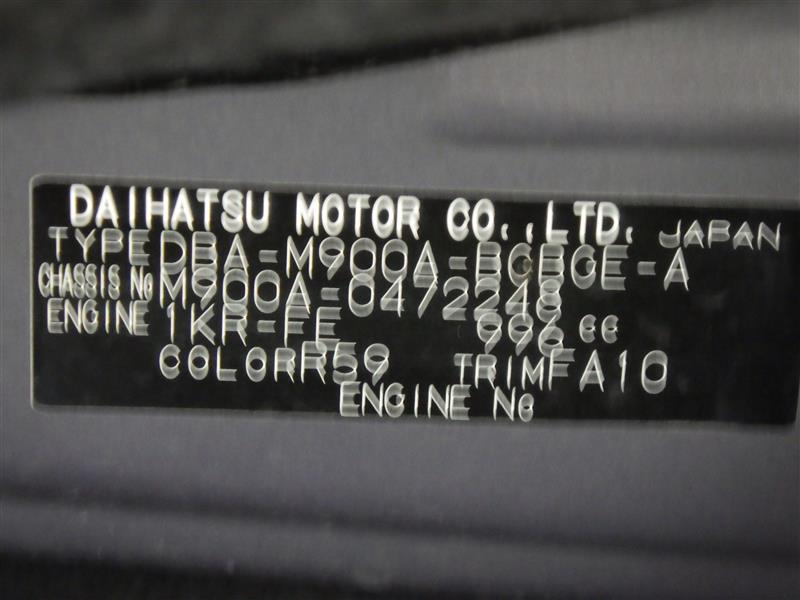 DAIHATSU MOTOR CO.,LTD. JAPAN
TYPE DBA-M900A-BGBGE-A
CHASSIS No M900A-0472248
ENGINE 1KR-FE 996 cc
COLOR R59 TRIM FA10
ENGINE No